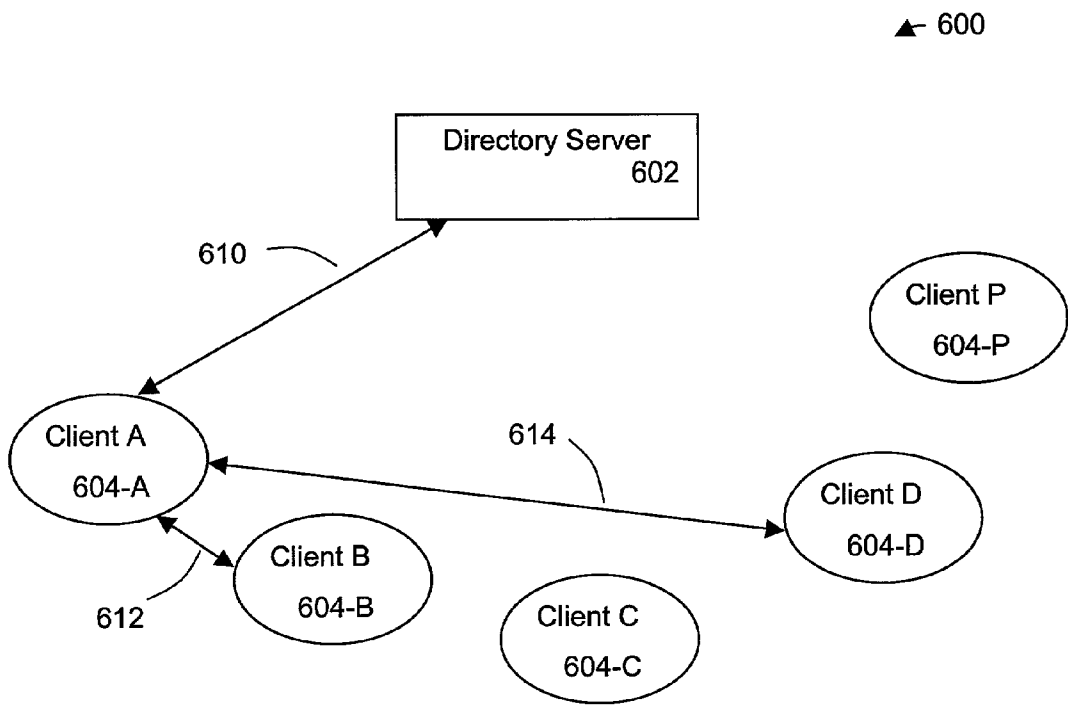 600
Directory Server
602
610
Client P
604-P
Client A
604-A
614
Client D
604-D
Client B
604-B
612
Client C
604-C